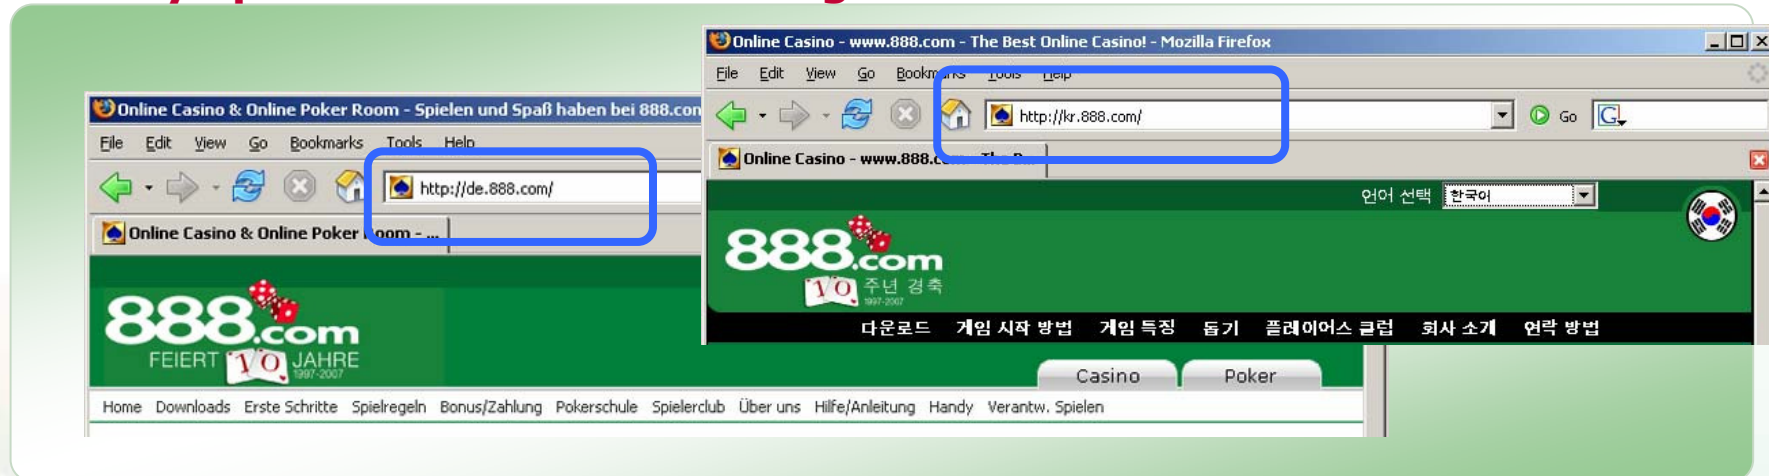 Online Casino - www.888.com - The Best Online Casino! - Mozilla Firefox
File Edit View Go Bookmarks Tools Help
http://kr.888.com/
Go
G
Online Casino - www.888.com - The B...
언어 선택 한국어
888.com
10 주년 경축
1997-2007
다운로드 게임 시작 방법 게임 특징 돕기 플레이어스 클럽 회사 소개 연락 방법
Online Casino & Online Poker Room - Spielen und Spaß haben bei 888.com
File Edit View Go Bookmarks Tools Help
http://de.888.com/
Online Casino & Online Poker Room - ...
888.com
FEIERT 10 JAHRE
1997-2007
Casino Poker
Home Downloads Erste Schritte Spielregeln Bonus/Zahlung Pokerschule Spielerclub Über uns Hilfe/Anleitung Handy Verantw. Spielen